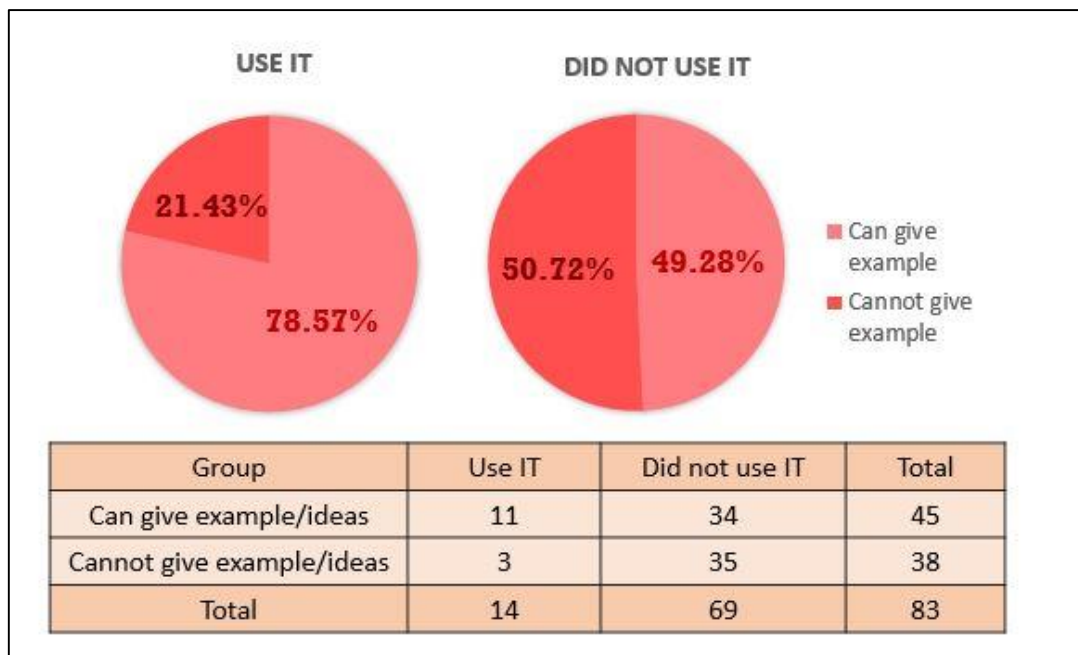 USE IT
DID NOT USE IT
21.43%
78.57%
50.72%
49.28%
Can give
example
Cannot give
example
Group Use IT Did not use IT Total
Can give example/ideas 11 34 45
Cannot give example/ideas 3 35 38
Total 14 69 83